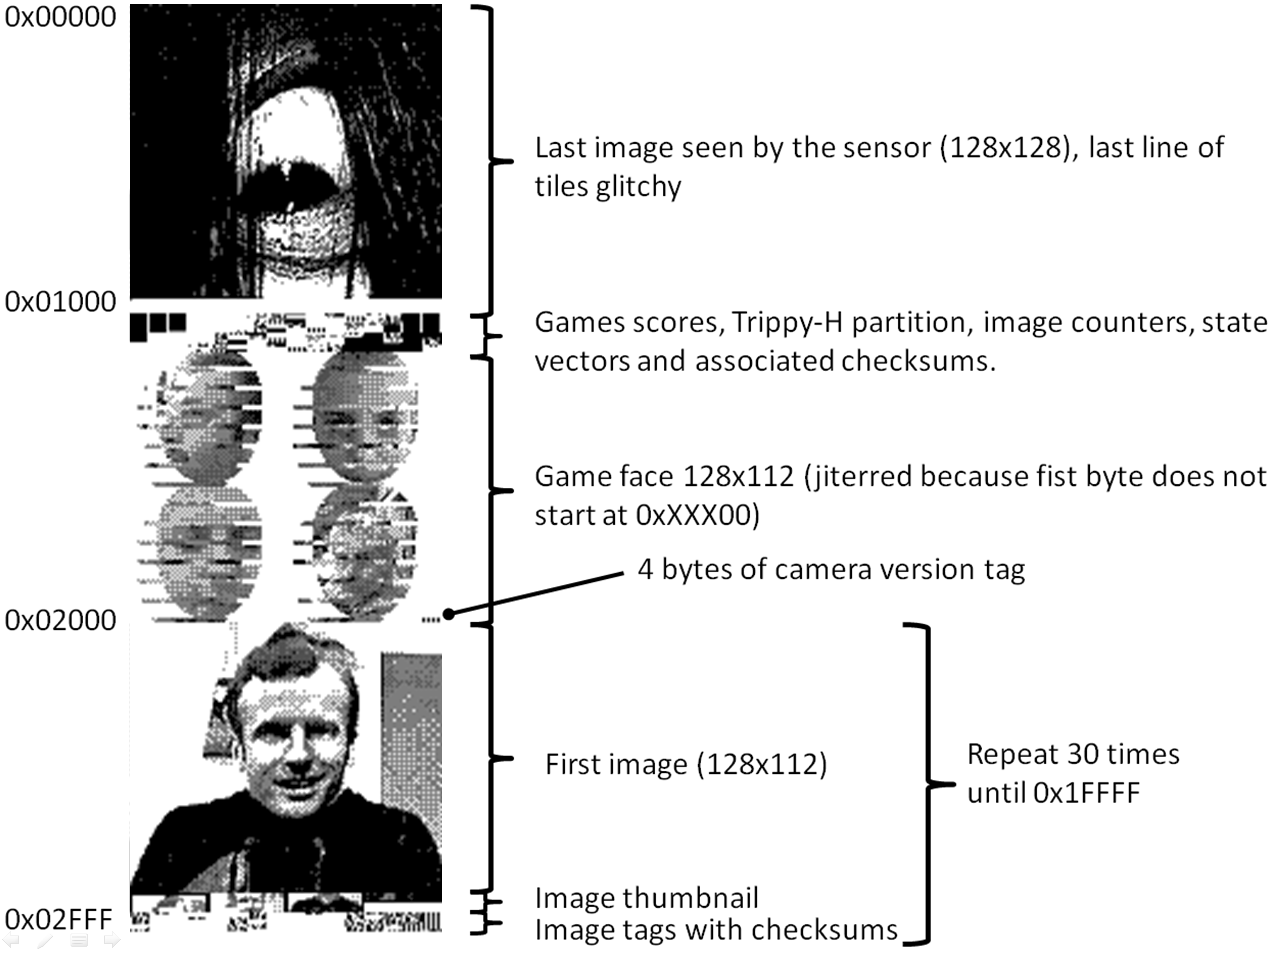 0x00000
Last image seen by the sensor (128x128), last line of
tiles glitchy
0x01000
Games scores, Trippy-H partition, image counters, state
vectors and associated checksums.
Game face 128x112 (jiterred because fist byte does not
start at 0xXXX00)
4 bytes of camera version tag
0x02000
First image (128x112)
Repeat 30 times
until 0x1FFFF
Image thumbnail
0x02FFF
Image tags with checksums